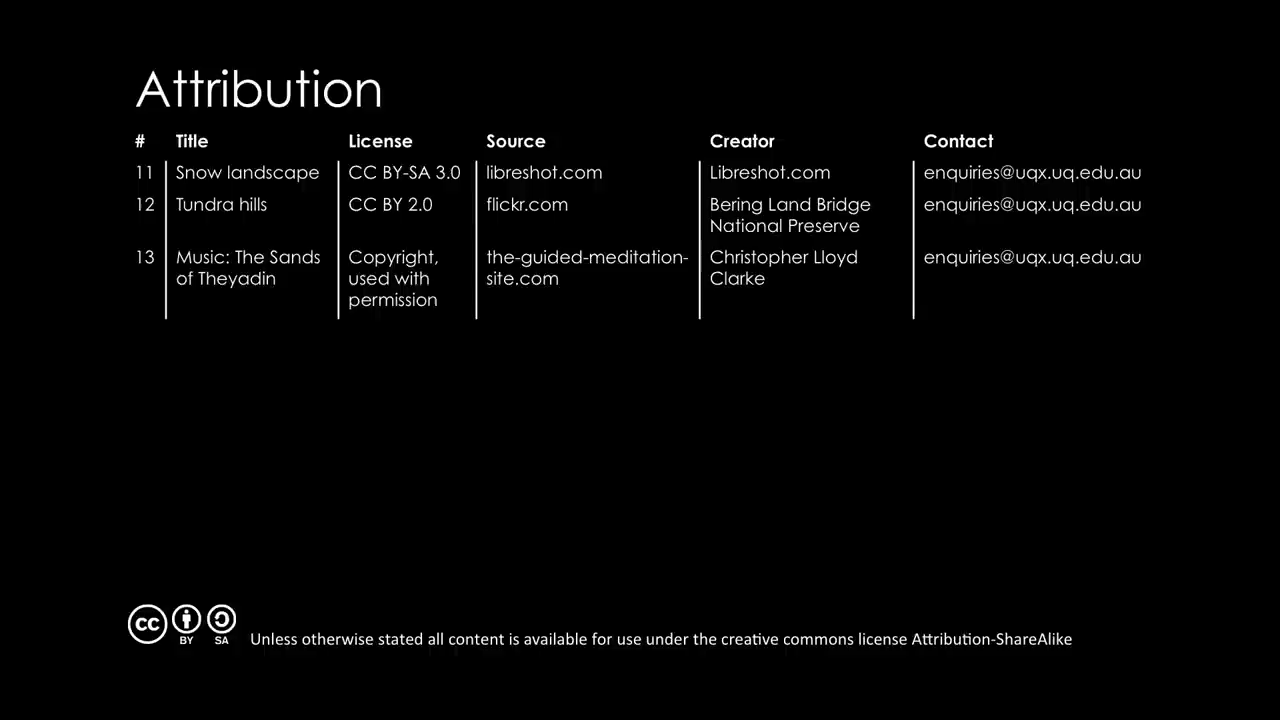 Attribution
# Title License Source Creator Contact
11 Snow landscape CC BY-SA 3.0 libreshot.com Libreshot.com enquiries@uqx.uq.edu.au
12 Tundra hills CC BY 2.0 flickr.com Bering Land Bridge enquiries@uqx.uq.edu.au
National Preserve
13 Music: The Sands Copyright, the-guided-meditation- Christopher Lloyd enquiries@uqx.uq.edu.au
of Theyadin used with site.com Clarke
permission
cc BY SA Unless otherwise stated all content is available for use under the creative commons license Attribution-ShareAlike